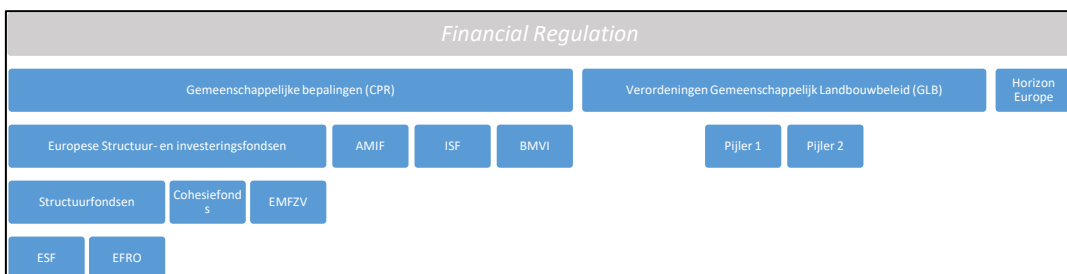 Financial Regulation
Gemeenschappelijke bepalingen (CPR)
Verordeningen Gemeenschappelijk Landbouwbeleid (GLB)
Horizon
Europe
Europese Structuur- en investeringsfondsen
AMIF
ISF
BMVI
Pijler 1
Pijler 2
Structuurfondsen
Cohesiefond
s
EMFZV
ESF
EFRO